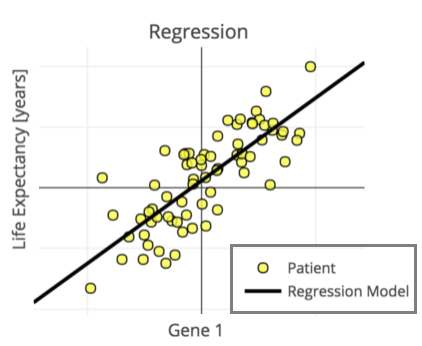 Regression
Life Expectancy [years]
Patient
Regression Model
Gene 1